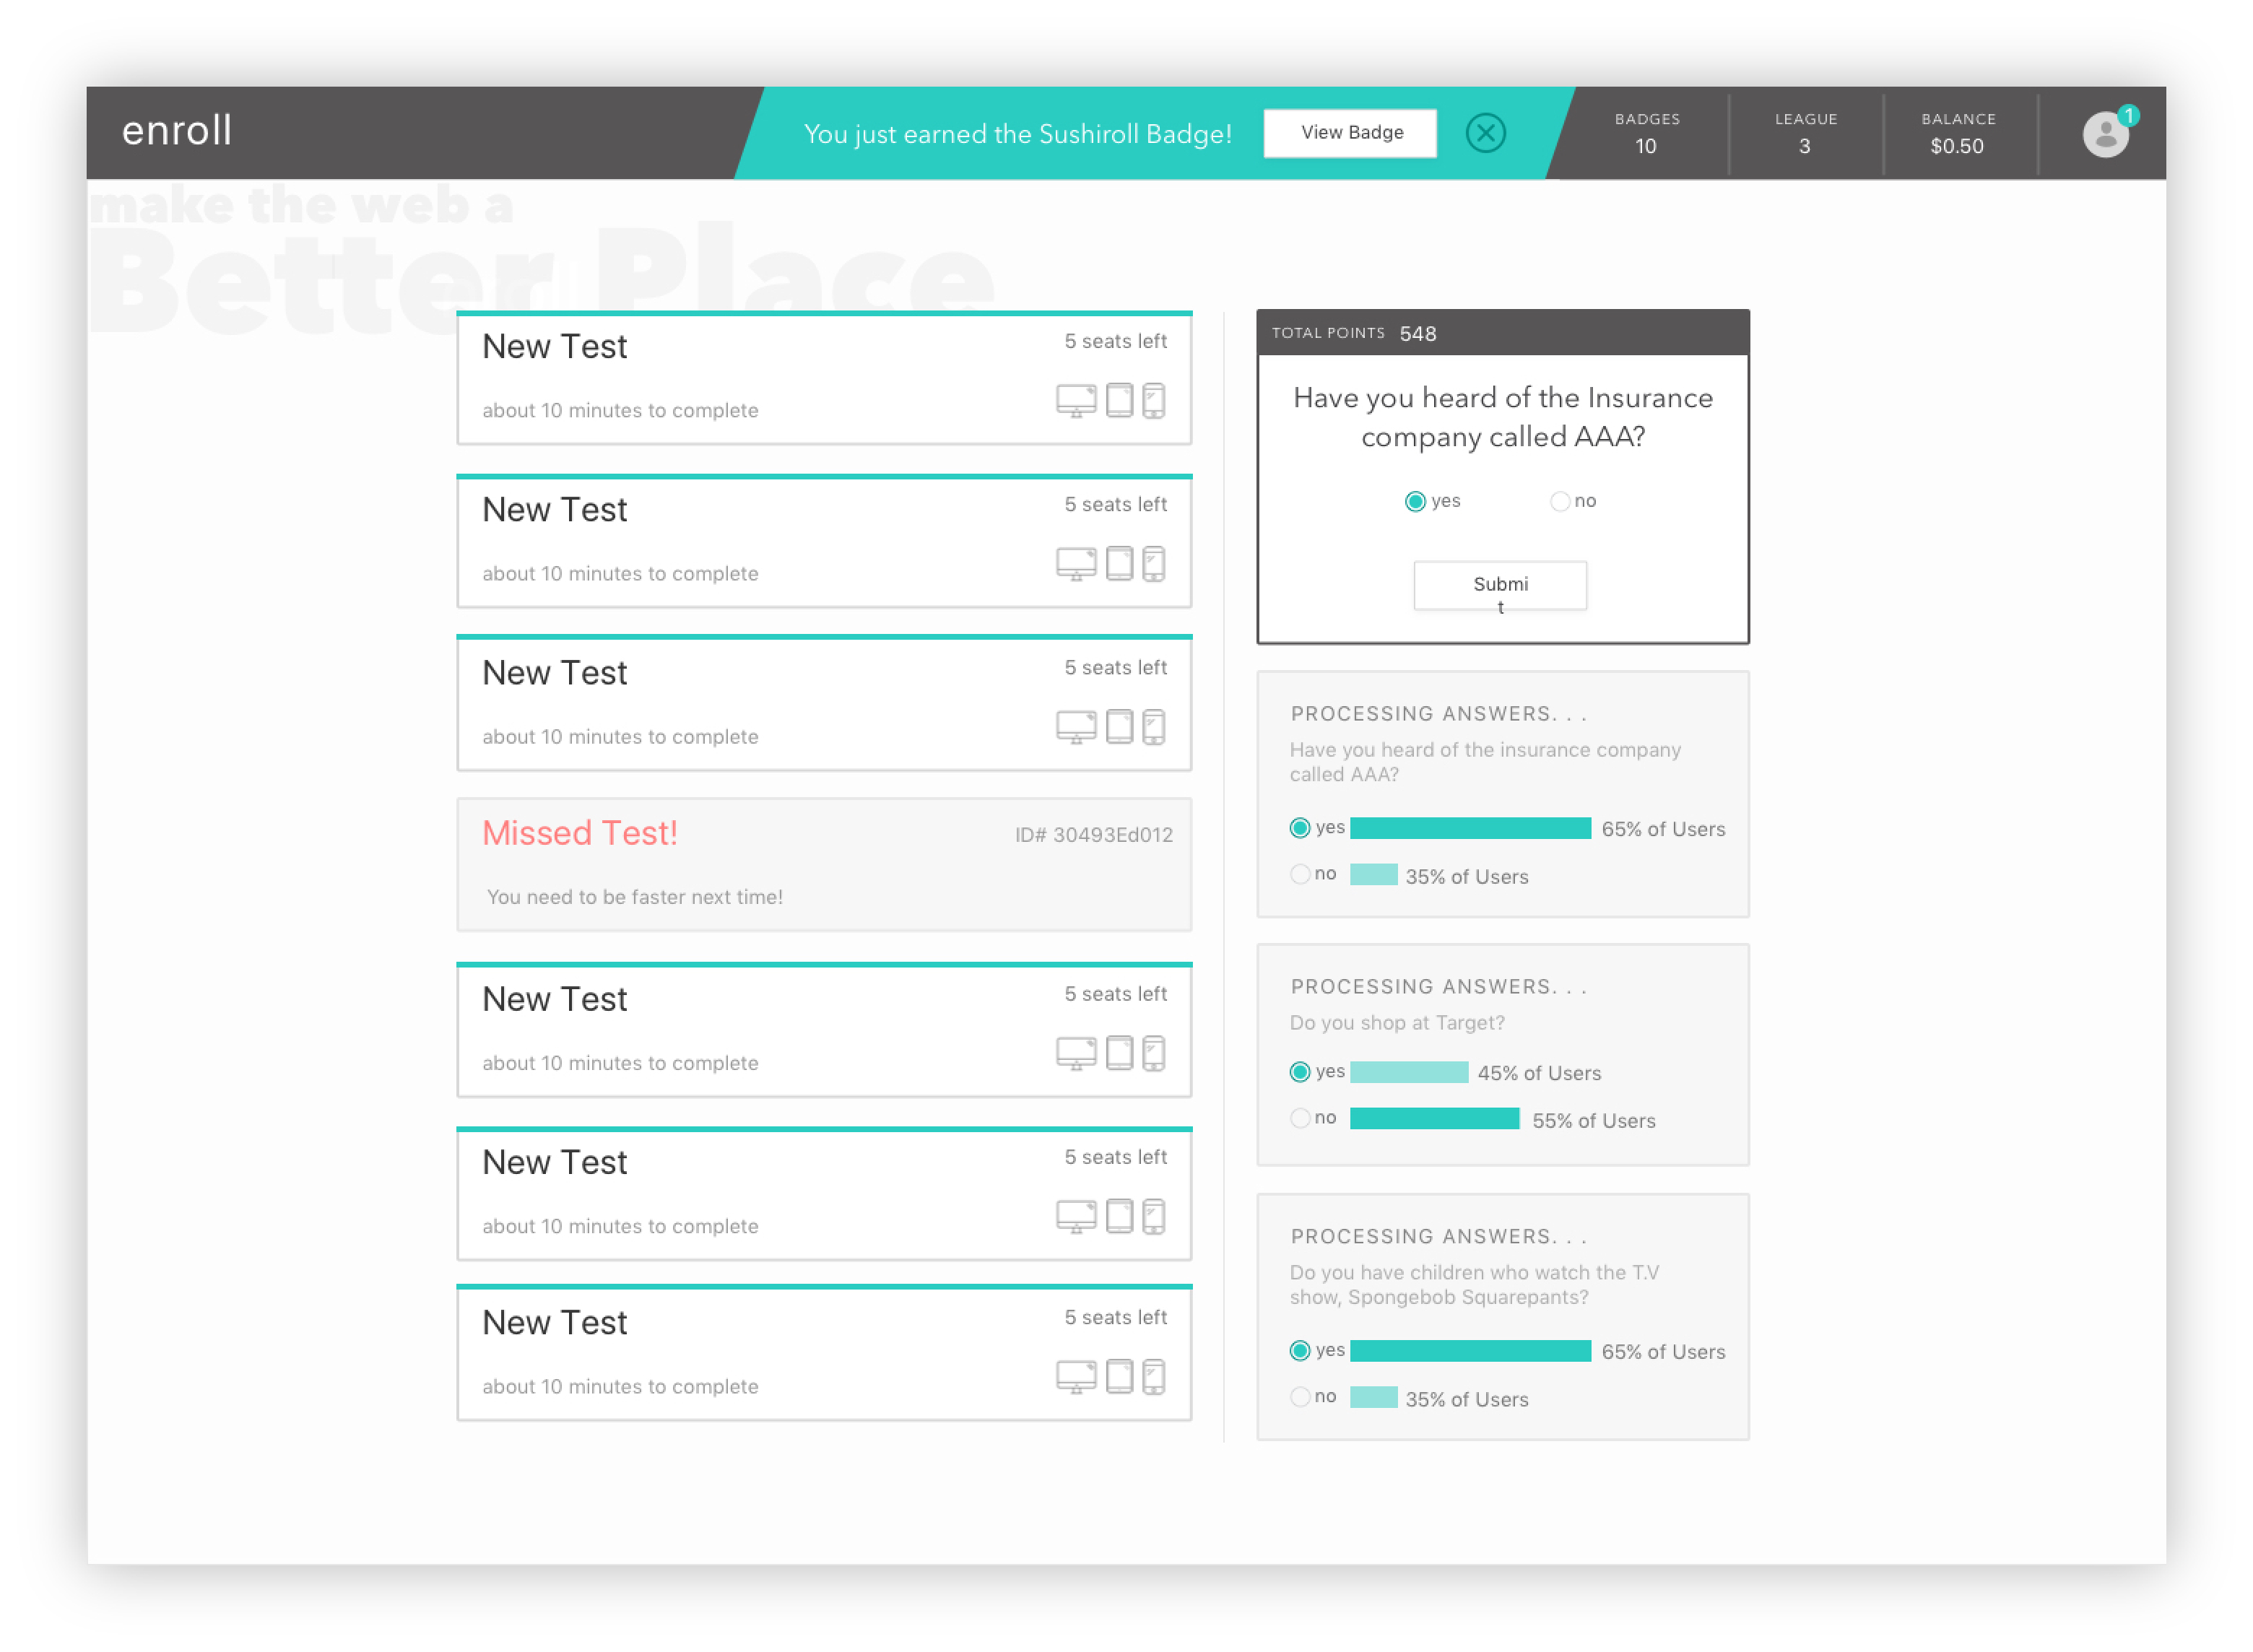 enroll
You just earned the Sushiroll Badge!
View Badge
BADGES
10
LEAGUE
3
BALANCE
$0.50
1
make the web a
Better Place
New Test
5 seats left
about 10 minutes to complete
New Test
5 seats left
about 10 minutes to complete
New Test
5 seats left
about 10 minutes to complete
Missed Test!
ID# 30493Ed012
You need to be faster next time!
New Test
5 seats left
about 10 minutes to complete
New Test
5 seats left
about 10 minutes to complete
New Test
5 seats left
about 10 minutes to complete
TOTAL POINTS 548
Have you heard of the Insurance
company called AAA?
yes no
Submi
t
PROCESSING ANSWERS. . .
Have you heard of the insurance company
called AAA?
yes 65% of Users
no 35% of Users
PROCESSING ANSWERS. . .
Do you shop at Target?
yes 45% of Users
no 55% of Users
PROCESSING ANSWERS. . .
Do you have children who watch the T.V
show, Spongebob Squarepants?
yes 65% of Users
no 35% of Users